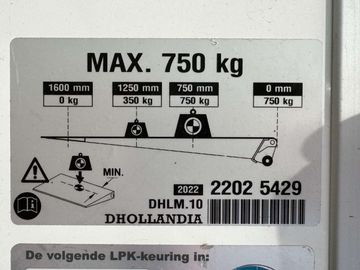 MAX. 750 kg
1600 mm 1250 mm 750 mm 0 mm
0 kg 350 kg 750 kg 750 kg
MIN.
2022 2202 5429
DHLM.10
DHOLLANDIA
De volgende LPK-keuring in: